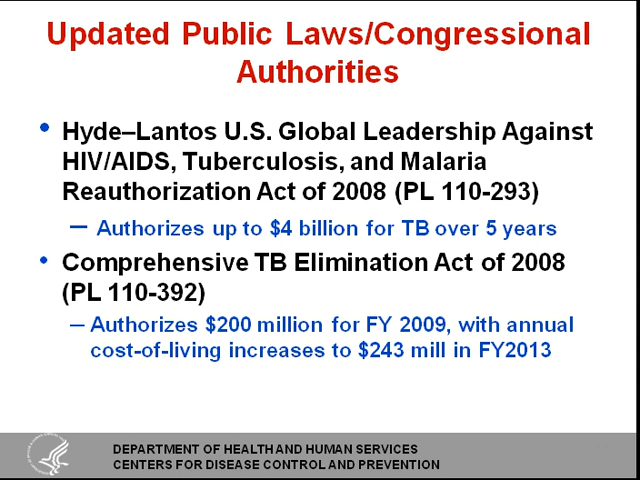 Updated Public Laws/Congressional
Authorities
• Hyde–Lantos U.S. Global Leadership Against
HIV/AIDS, Tuberculosis, and Malaria
Reauthorization Act of 2008 (PL 110-293)
– Authorizes up to $4 billion for TB over 5 years
• Comprehensive TB Elimination Act of 2008
(PL 110-392)
– Authorizes $200 million for FY 2009, with annual
cost-of-living increases to $243 mill in FY2013
DEPARTMENT OF HEALTH AND HUMAN SERVICES
CENTERS FOR DISEASE CONTROL AND PREVENTION